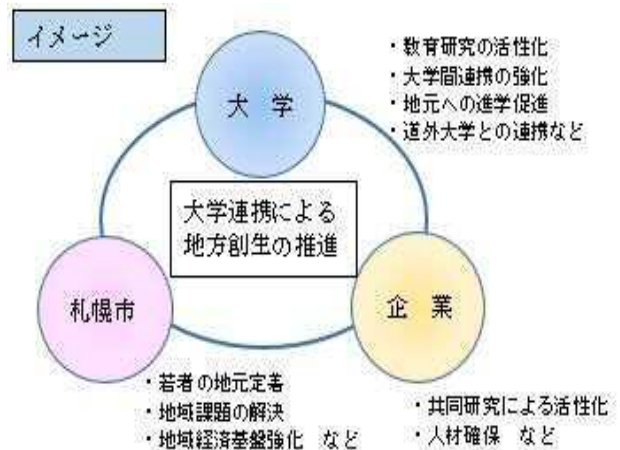 イメージ
大　学
・教育研究の活性化
・大学間連携の強化
・地元への進学促進
・道外大学との連携など
大学連携による
地方創生の推進
札幌市
企　業
・若者の地元定着
・地域課題の解決
・地域経済基盤強化　など
・共同研究による活性化
・人材確保　など